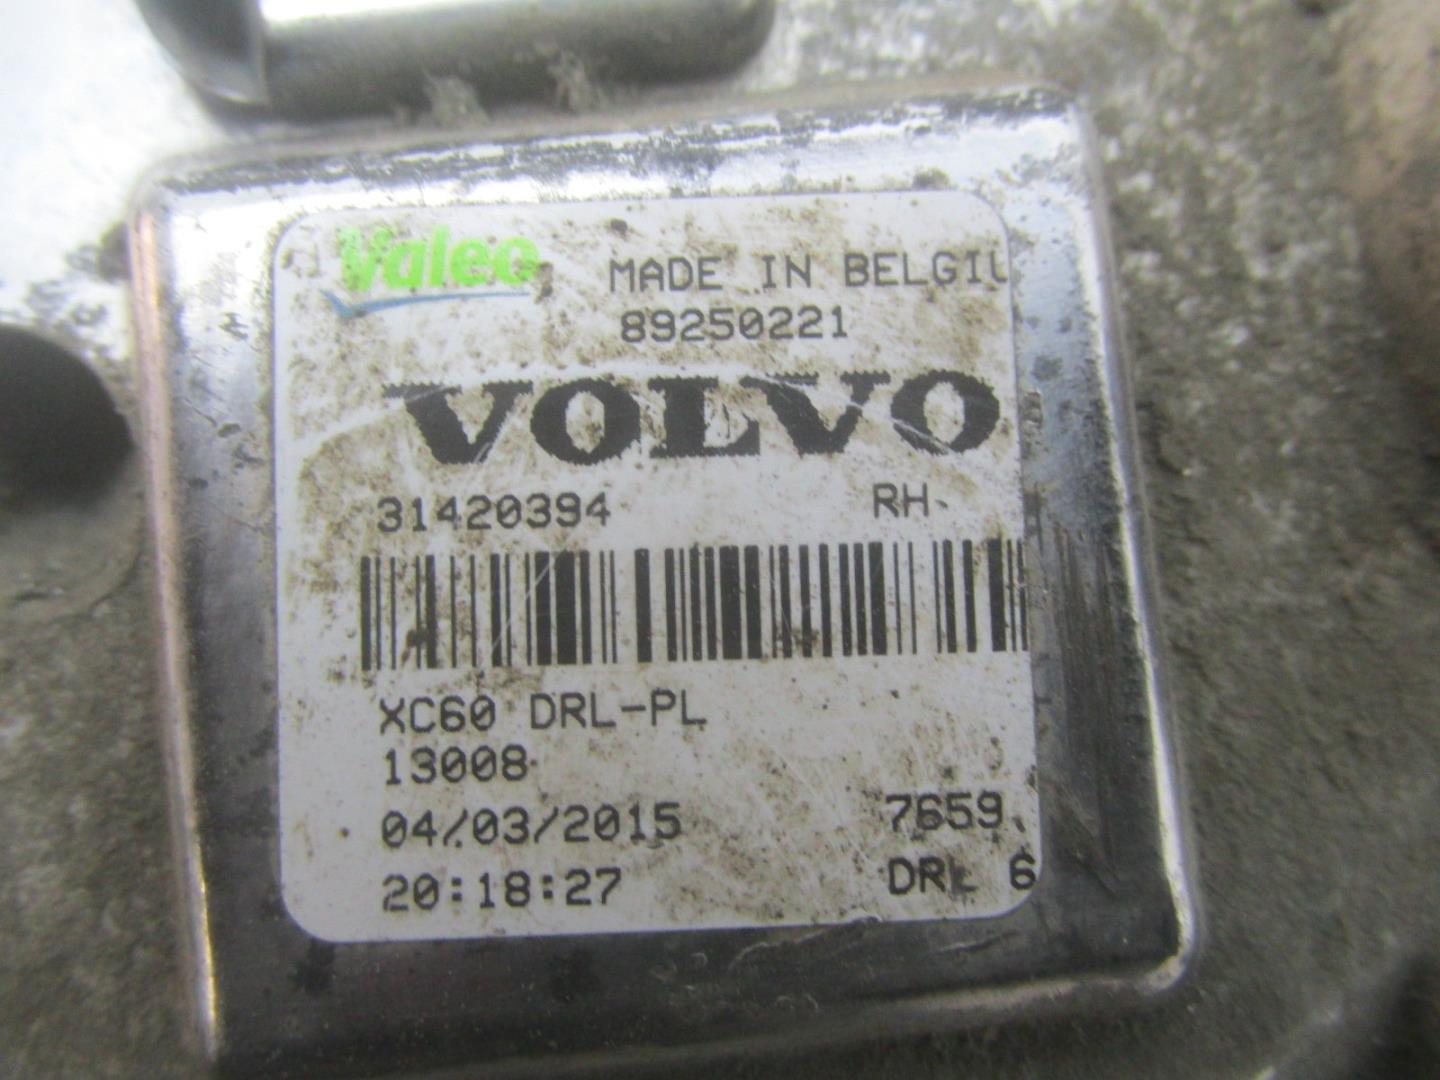 Valeo MADE IN BELGIU
89250221
VOLVO
31420394 RH
XC60 DRL-PL
13008
04/03/2015 7659
20:18:27 DRL 6